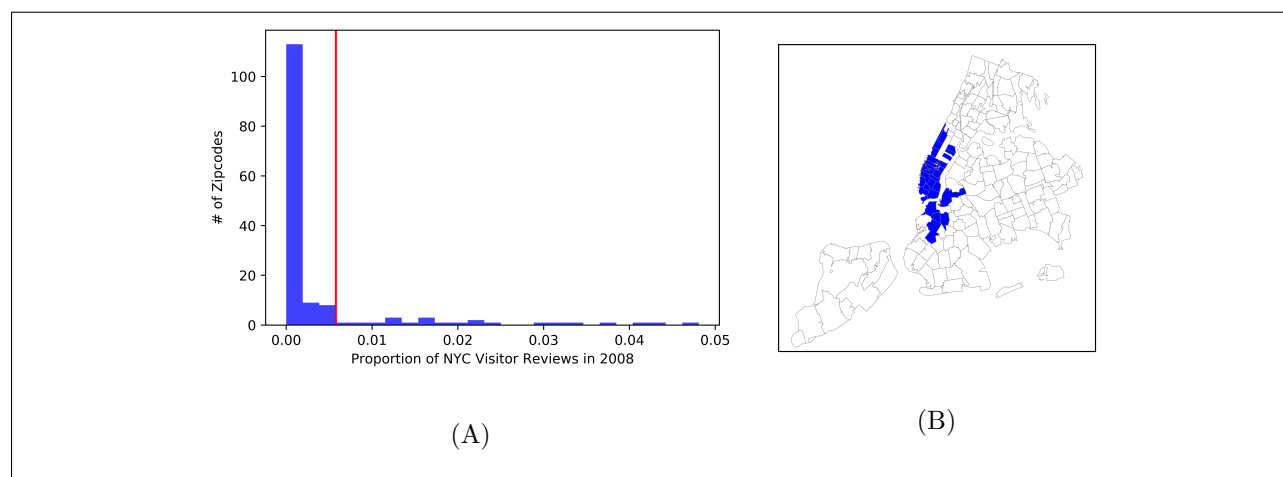 100
80
60
40
20
0
# of Zipcodes
0.00 0.01 0.02 0.03 0.04 0.05
Proportion of NYC Visitor Reviews in 2008
(A)
(B)